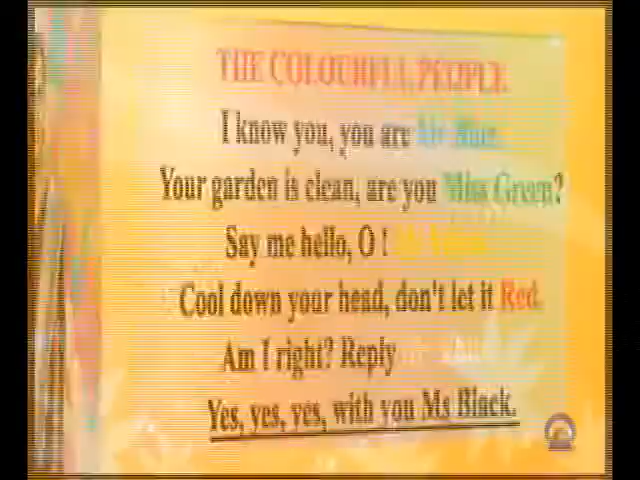 THE COLOURFUL PEOPLE
I know you, you are Mr Blue.
Your garden is clean, are you Miss Green?
Say me hello, O !
Cool down your head, don't let it Red.
Am I right? Reply
Yes, yes, yes, with you Ms Black.